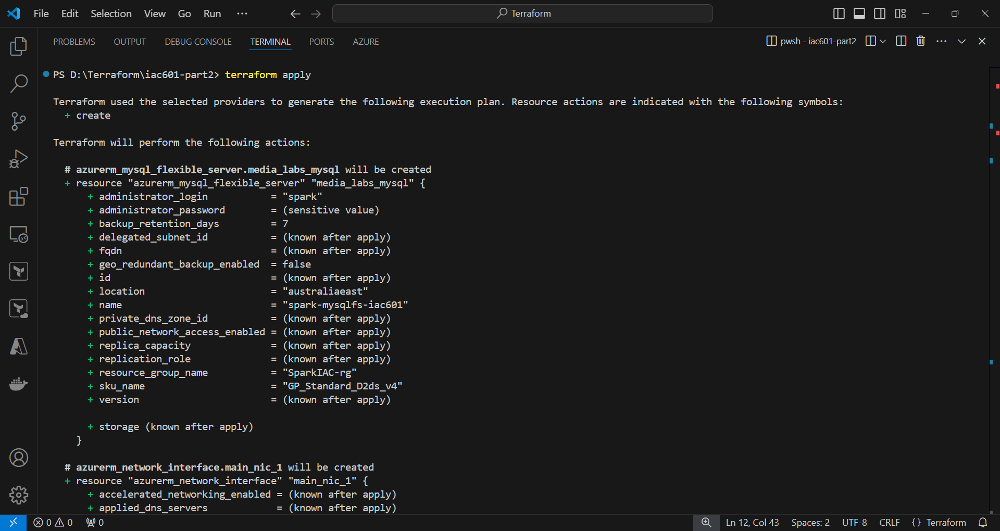 File Edit Selection View Go Run ··· Terraform
PROBLEMS OUTPUT DEBUG CONSOLE TERMINAL PORTS AZURE pwsh - iac601-part2
PS D:\Terraform\iac601-part2> terraform apply
Terraform used the selected providers to generate the following execution plan. Resource actions are indicated with the following symbols:
+ create
Terraform will perform the following actions:
# azurerm_mysql_flexible_server.media_labs_mysql will be created
+ resource "azurerm_mysql_flexible_server" "media_labs_mysql" {
+ administrator_login = "spark"
+ administrator_password = (sensitive value)
+ backup_retention_days = 7
+ delegated_subnet_id = (known after apply)
+ fqdn = (known after apply)
+ geo_redundant_backup_enabled = false
+ id = (known after apply)
+ location = "australiaeast"
+ name = "spark-mysqlfs-iac601"
+ private_dns_zone_id = (known after apply)
+ public_network_access_enabled = (known after apply)
+ replica_capacity = (known after apply)
+ replication_role = (known after apply)
+ resource_group_name = "SparkIAC-rg"
+ sku_name = "GP_Standard_D2ds_v4"
+ version = (known after apply)
+ storage (known after apply)
}
# azurerm_network_interface.main_nic_1 will be created
+ resource "azurerm_network_interface" "main_nic_1" {
+ accelerated_networking_enabled = (known after apply)
+ applied_dns_servers = (known after apply)
0 0 0 Ln 12, Col 43 Spaces: 2 UTF-8 CRLF {} Terraform